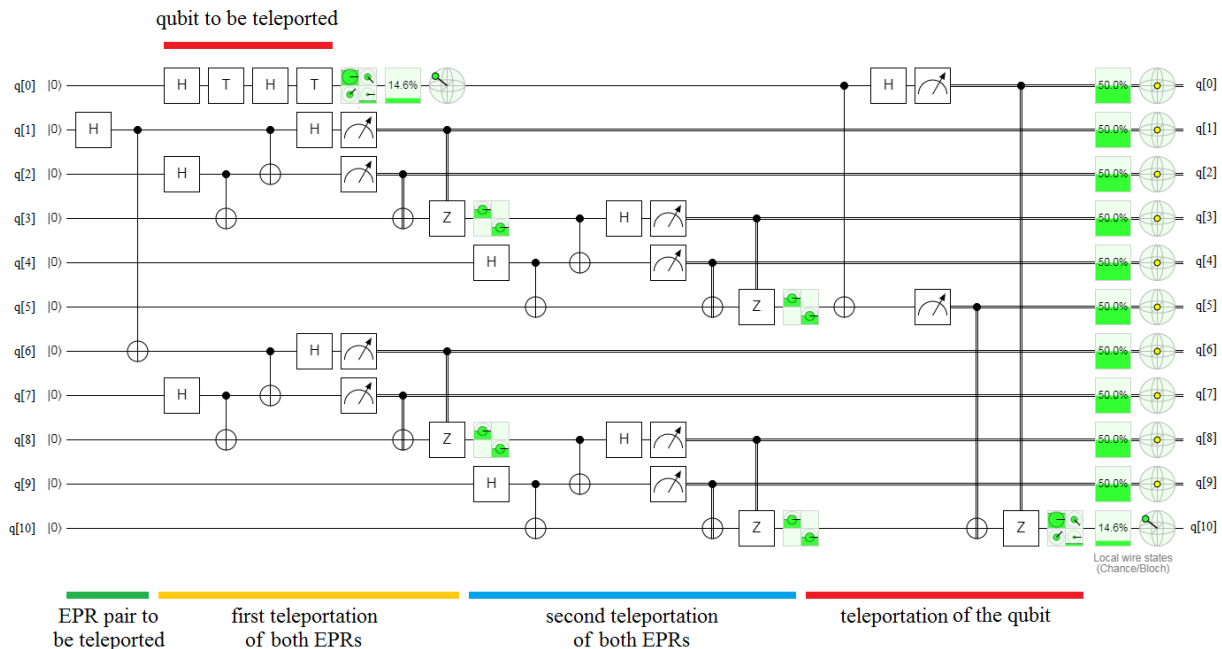 qubit to be teleported
q[0] |0⟩ H T H T 14.6% H 50.0% q[0]
q[1] |0⟩ H H 50.0% q[1]
q[2] |0⟩ H 50.0% q[2]
q[3] |0⟩ Z H 50.0% q[3]
q[4] |0⟩ H 50.0% q[4]
q[5] |0⟩ Z 50.0% q[5]
q[6] |0⟩ H 50.0% q[6]
q[7] |0⟩ H 50.0% q[7]
q[8] |0⟩ Z H 50.0% q[8]
q[9] |0⟩ H 50.0% q[9]
q[10] |0⟩ Z Z 14.6% q[10]
Local wire states
(Chance/Bloch)
EPR pair to
be teleported
first teleportation
of both EPRs
second teleportation
of both EPRs
teleportation of the qubit